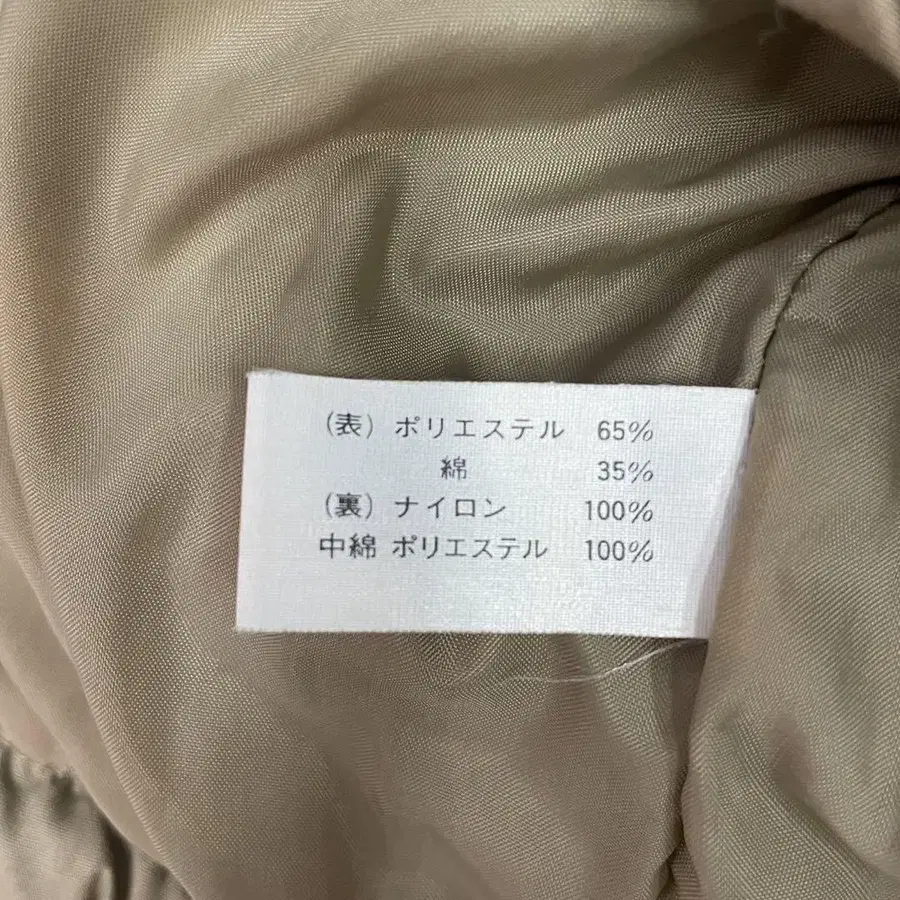 (表) ポリエステル 65%
綿 35%
(裏) ナイロン 100%
中綿 ポリエステル 100%